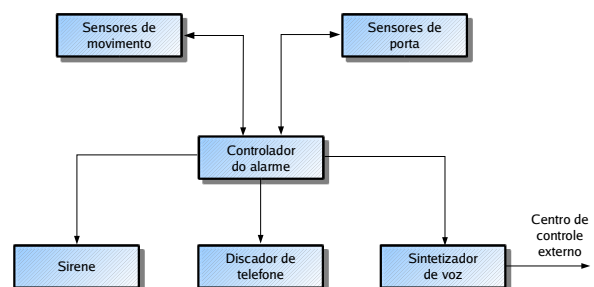 Sensores de
movimento
Sensores de
porta
Controlador
do alarme
Centro de
controle
externo
Sirene
Discador de
telefone
Sintetizador
de voz